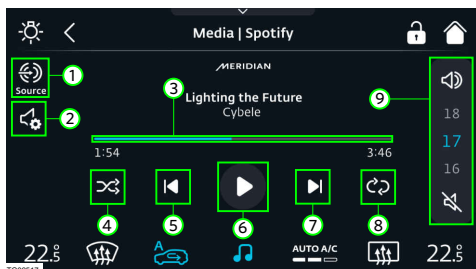 Media | Spotify
MERIDIAN
Source
1
2
3
Lighting the Future
Cybele
9
18
17
16
1:54
3:46
4
5
6
7
8
22.5°
A
AUTO A/C
22.5°